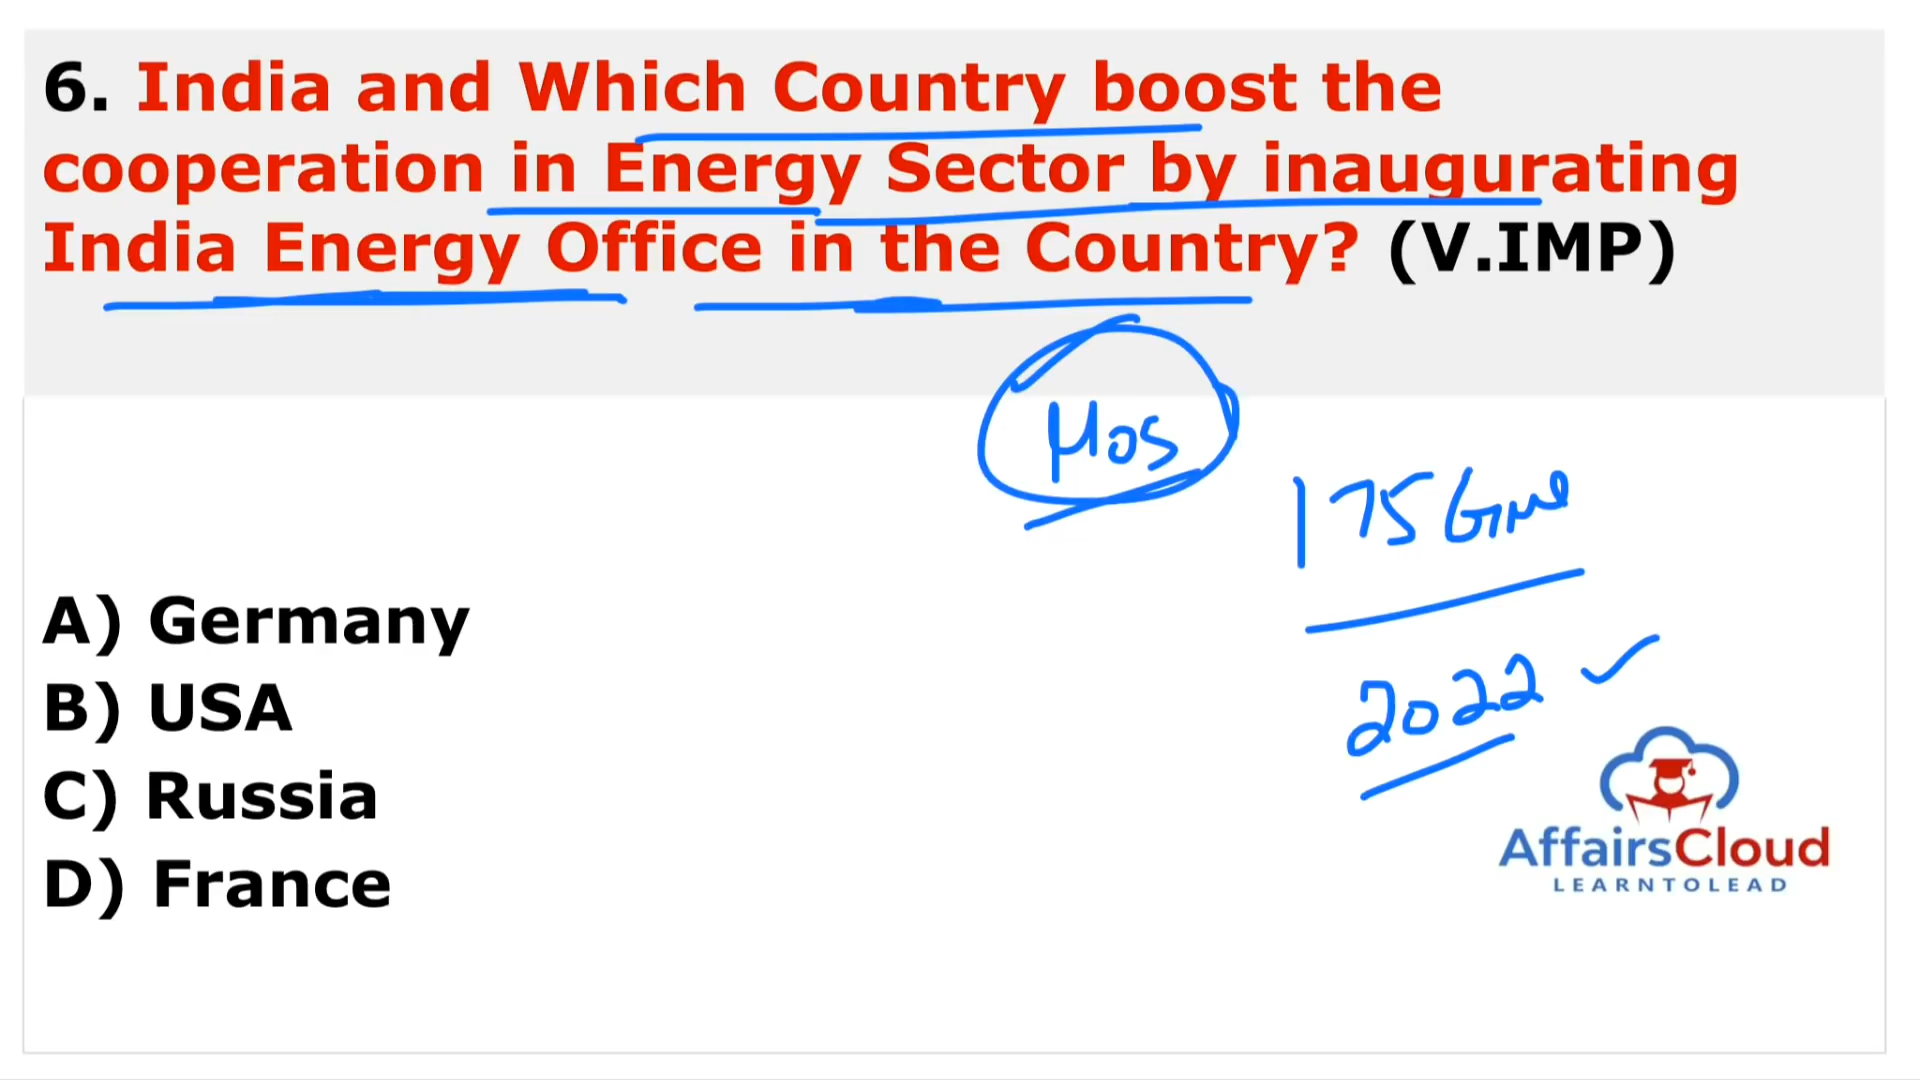 6. India and Which Country boost the
cooperation in Energy Sector by inaugurating
India Energy Office in the Country? (V.IMP)
Mos
175 GW
2022
A) Germany
B) USA
C) Russia
D) France
AffairsCloud
LEARNTOLEAD